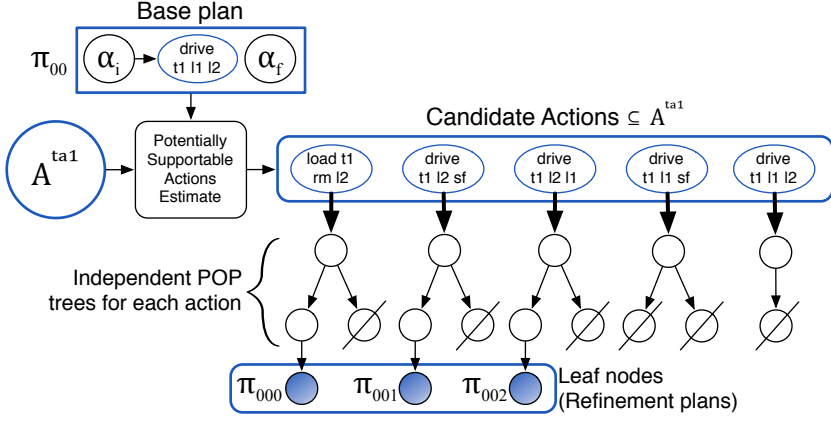 Base plan
π00
αi
drive
t1 l1 l2
αf
A^ta1
Potentially
Supportable
Actions
Estimate
Candidate Actions ⊆ A^ta1
load t1
rm l2
drive
t1 l2 sf
drive
t1 l2 l1
drive
t1 l1 sf
drive
t1 l1 l2
Independent POP
trees for each action
π000
π001
π002
Leaf nodes
(Refinement plans)